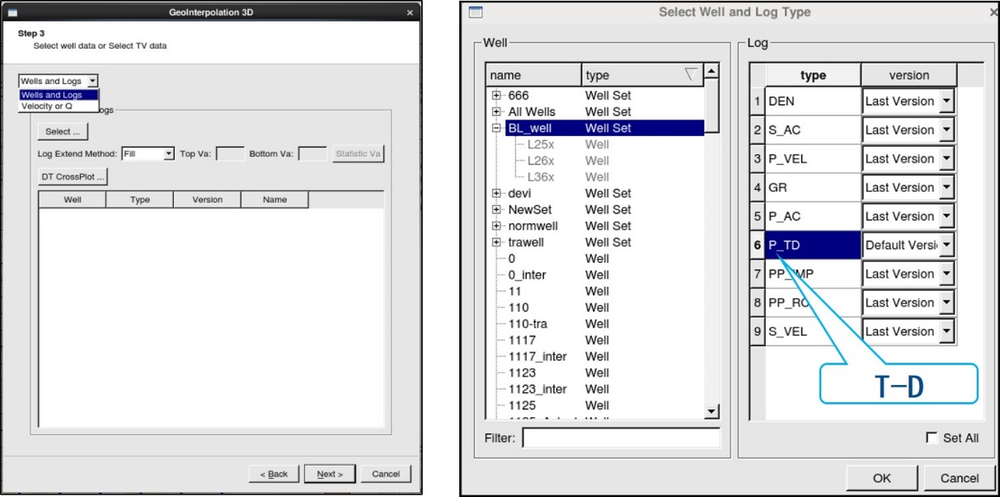 GeoInterpolation 3D
Step 3
Select well data or Select TV data
Wells and Logs
Wells and Logs
Velocity or Q
ogs
Select ...
Log Extend Method: Fill Top Va: Bottom Va: Statistic Va
DT CrossPlot ...
Well Type Version Name
< Back Next > Cancel
Select Well and Log Type
Well
name type
666 Well Set
All Wells Well Set
BL_well Well Set
L25x Well
L26x Well
L36x Well
devi Well Set
NewSet Well Set
normwell Well Set
trawell Well Set
0 Well
0_inter Well
11 Well
110 Well
110-tra Well
1117 Well
1117_inter Well
1123 Well
1123_inter Well
1125 Well
Filter:
Log
type version
1 DEN Last Version
2 S_AC Last Version
3 P_VEL Last Version
4 GR Last Version
5 P_AC Last Version
6 P_TD Default Versi
7 PP_IMP Last Version
8 PP_RC Last Version
9 S_VEL Last Version
T-D
Set All
OK Cancel